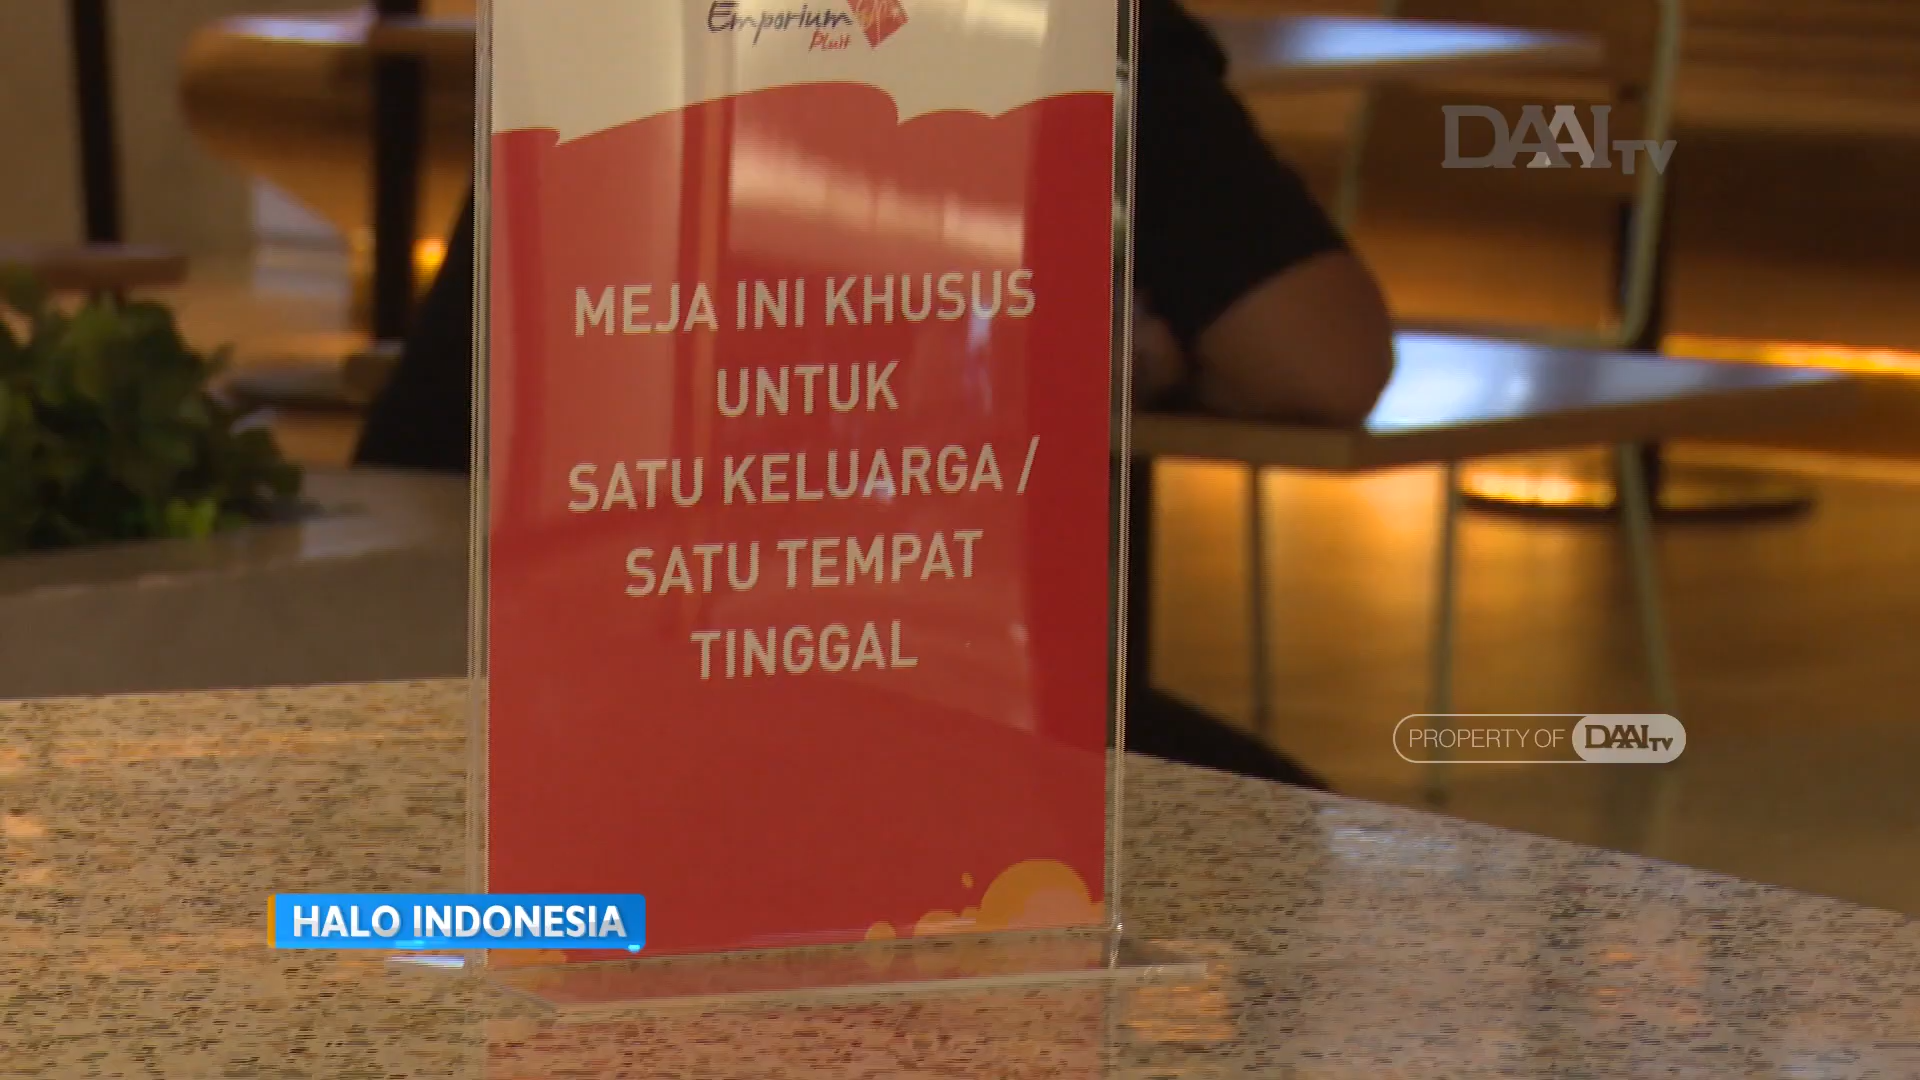 Emporium
Pluit
DAAI TV
MEJA INI KHUSUS
UNTUK
SATU KELUARGA /
SATU TEMPAT
TINGGAL
PROPERTY OF DAAI TV
HALO INDONESIA